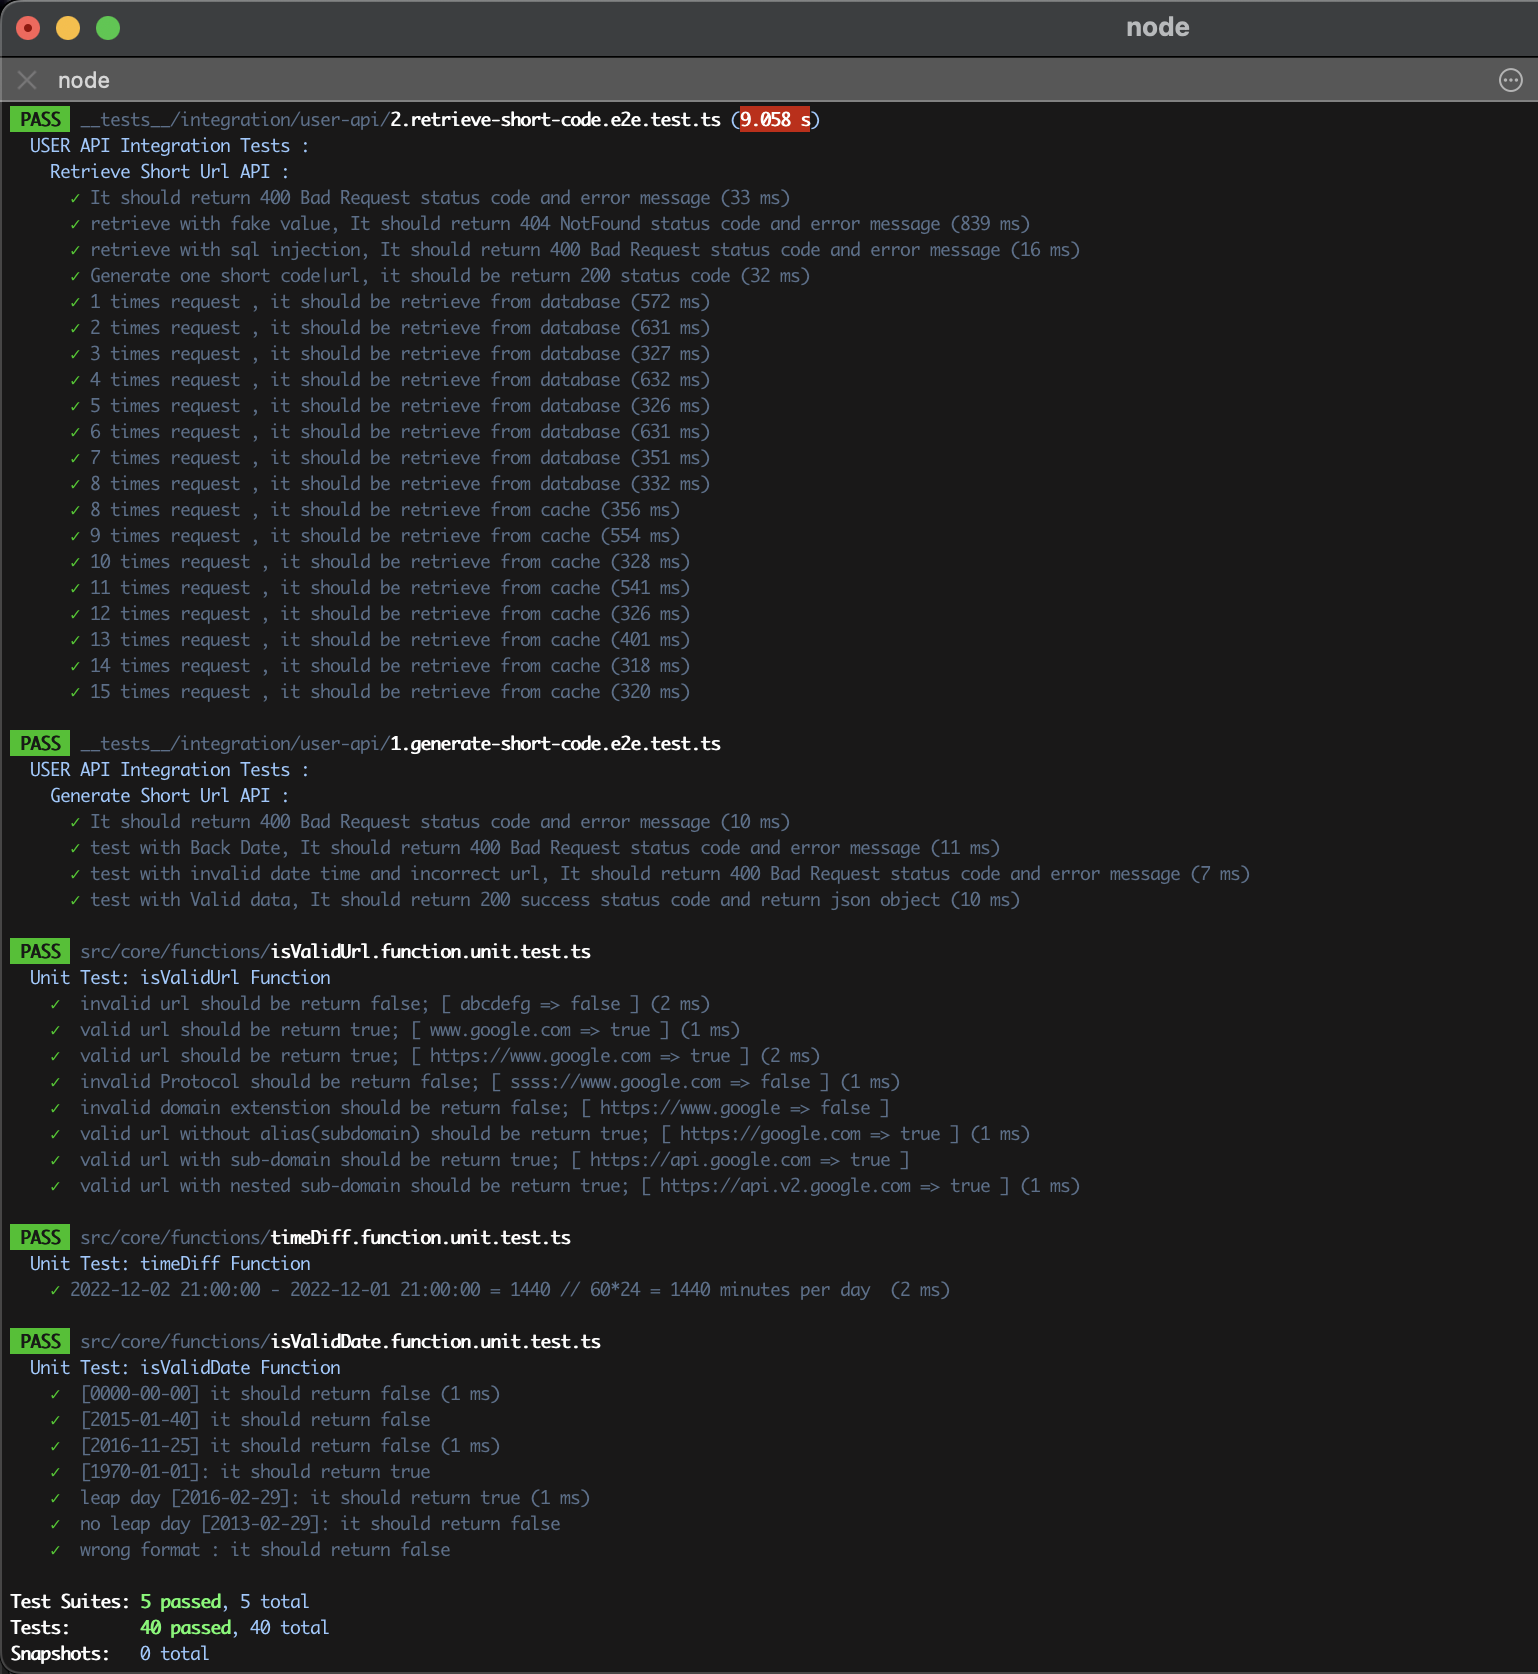 node
node
PASS __tests__/integration/user-api/2.retrieve-short-code.e2e.test.ts (9.058 s)
USER API Integration Tests :
Retrieve Short Url API :
✓ It should return 400 Bad Request status code and error message (33 ms)
✓ retrieve with fake value, It should return 404 NotFound status code and error message (839 ms)
✓ retrieve with sql injection, It should return 400 Bad Request status code and error message (16 ms)
✓ Generate one short code|url, it should be return 200 status code (32 ms)
✓ 1 times request , it should be retrieve from database (572 ms)
✓ 2 times request , it should be retrieve from database (631 ms)
✓ 3 times request , it should be retrieve from database (327 ms)
✓ 4 times request , it should be retrieve from database (632 ms)
✓ 5 times request , it should be retrieve from database (326 ms)
✓ 6 times request , it should be retrieve from database (631 ms)
✓ 7 times request , it should be retrieve from database (351 ms)
✓ 8 times request , it should be retrieve from database (332 ms)
✓ 8 times request , it should be retrieve from cache (356 ms)
✓ 9 times request , it should be retrieve from cache (554 ms)
✓ 10 times request , it should be retrieve from cache (328 ms)
✓ 11 times request , it should be retrieve from cache (541 ms)
✓ 12 times request , it should be retrieve from cache (326 ms)
✓ 13 times request , it should be retrieve from cache (401 ms)
✓ 14 times request , it should be retrieve from cache (318 ms)
✓ 15 times request , it should be retrieve from cache (320 ms)
PASS __tests__/integration/user-api/1.generate-short-code.e2e.test.ts
USER API Integration Tests :
Generate Short Url API :
✓ It should return 400 Bad Request status code and error message (10 ms)
✓ test with Back Date, It should return 400 Bad Request status code and error message (11 ms)
✓ test with invalid date time and incorrect url, It should return 400 Bad Request status code and error message (7 ms)
✓ test with Valid data, It should return 200 success status code and return json object (10 ms)
PASS src/core/functions/isValidUrl.function.unit.test.ts
Unit Test: isValidUrl Function
✓ invalid url should be return false; [ abcdefg => false ] (2 ms)
✓ valid url should be return true; [ www.google.com => true ] (1 ms)
✓ valid url should be return true; [ https://www.google.com => true ] (2 ms)
✓ invalid Protocol should be return false; [ ssss://www.google.com => false ] (1 ms)
✓ invalid domain extenstion should be return false; [ https://www.google => false ]
✓ valid url without alias(subdomain) should be return true; [ https://google.com => true ] (1 ms)
✓ valid url with sub-domain should be return true; [ https://api.google.com => true ]
✓ valid url with nested sub-domain should be return true; [ https://api.v2.google.com => true ] (1 ms)
PASS src/core/functions/timeDiff.function.unit.test.ts
Unit Test: timeDiff Function
✓ 2022-12-02 21:00:00 - 2022-12-01 21:00:00 = 1440 // 60*24 = 1440 minutes per day (2 ms)
PASS src/core/functions/isValidDate.function.unit.test.ts
Unit Test: isValidDate Function
✓ [0000-00-00] it should return false (1 ms)
✓ [2015-01-40] it should return false
✓ [2016-11-25] it should return false (1 ms)
✓ [1970-01-01]: it should return true
✓ leap day [2016-02-29]: it should return true (1 ms)
✓ no leap day [2013-02-29]: it should return false
✓ wrong format : it should return false
Test Suites: 5 passed, 5 total
Tests: 40 passed, 40 total
Snapshots: 0 total